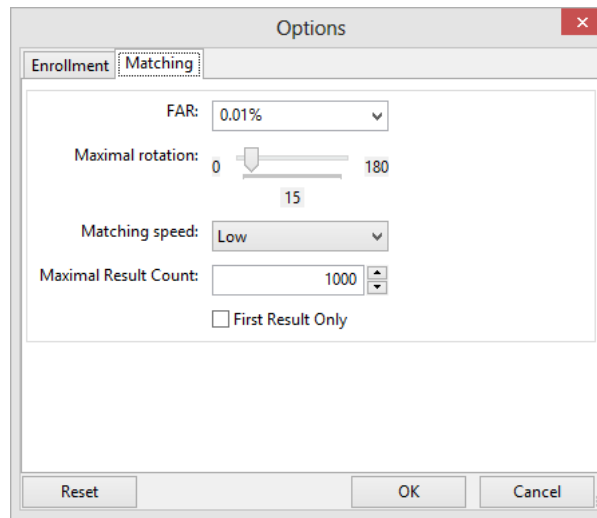 Options
Enrollment Matching
FAR: 0.01%
Maximal rotation: 0 180
15
Matching speed: Low
Maximal Result Count: 1000
First Result Only
Reset OK Cancel